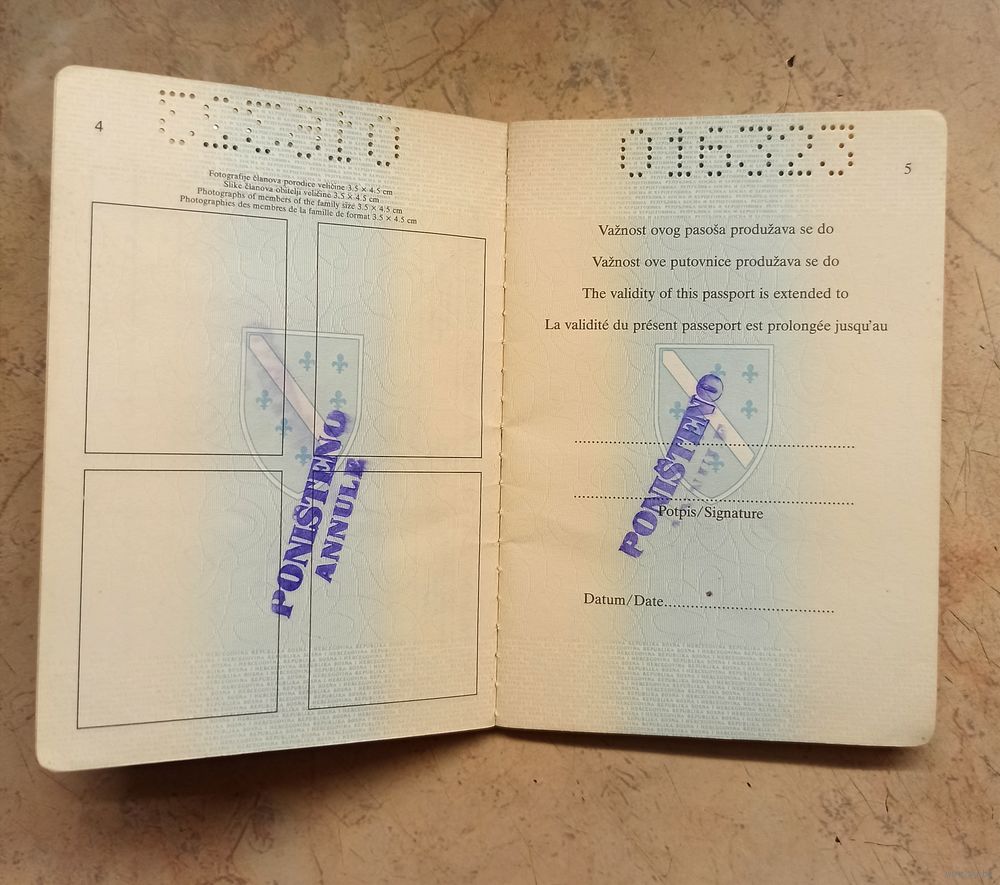 4
Fotografije članova porodice veličine 3.5 × 4.5 cm
Slike članova obitelji veličine 3.5 × 4.5 cm
Photographs of members of the family size 3.5 × 4.5 cm
Photographies des membres de la famille de format 3.5 × 4.5 cm
PONIŠTENO
ANNULE
016323
5
Važnost ovog pasoša produžava se do
Važnost ove putovnice produžava se do
The validity of this passport is extended to
La validité du présent passeport est prolongée jusqu'au
PONIŠTENO
Potpis/Signature
Datum/Date